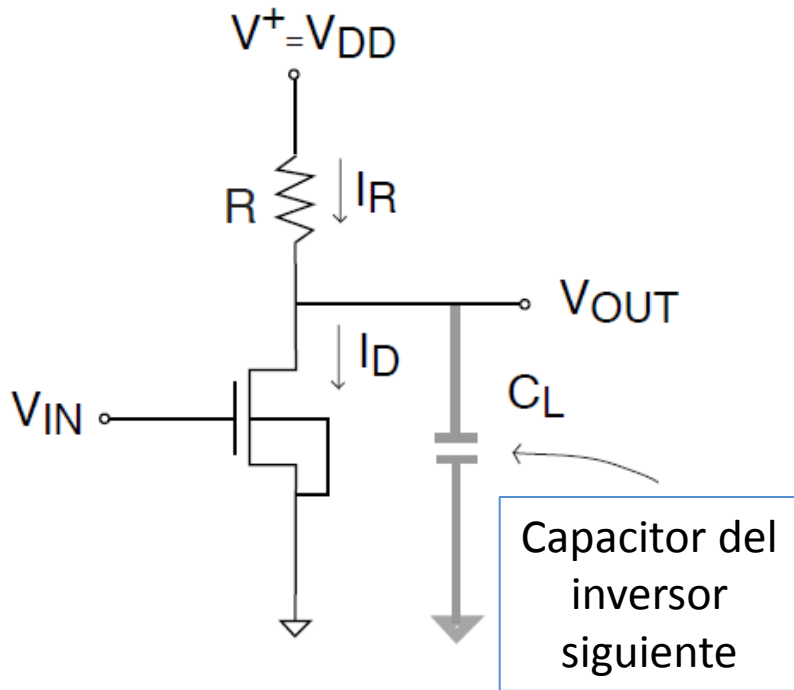 V+=VDD
R
IR
VOUT
ID
VIN
CL
Capacitor del
inversor
siguiente